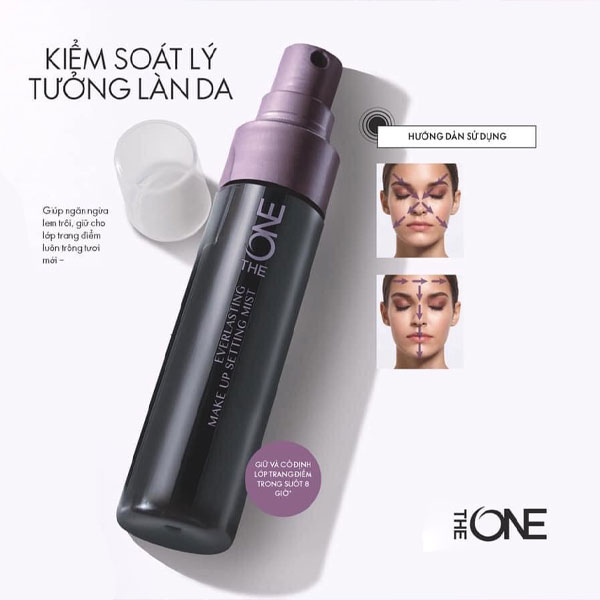 KIỂM SOÁT LÝ
TƯỞNG LÀN DA
HƯỚNG DẪN SỬ DỤNG
Giúp ngăn ngừa
lem trôi, giữ cho
lớp trang điểm
luôn trông tươi
mới –
THE ONE
EVERLASTING
MAKE UP SETTING MIST
GIỮ VÀ CỐ ĐỊNH
LỚP TRANG ĐIỂM
TRONG SUỐT 8
GIỜ*
THE ONE